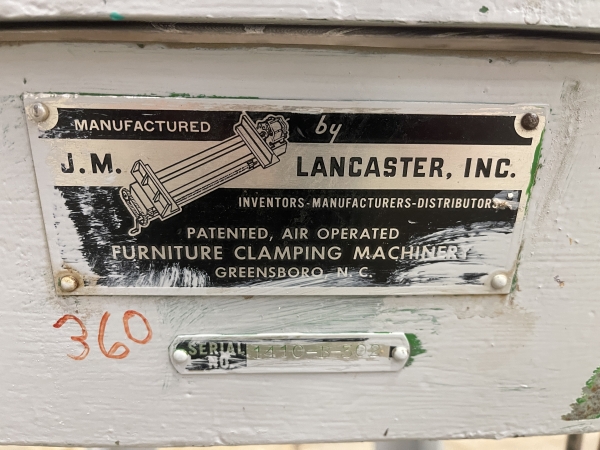 MANUFACTURED by
J.M. LANCASTER, INC.
INVENTORS-MANUFACTURERS-DISTRIBUTORS
PATENTED, AIR OPERATED
FURNITURE CLAMPING MACHINERY
GREENSBORO, N. C.
360
SERIAL
NO.